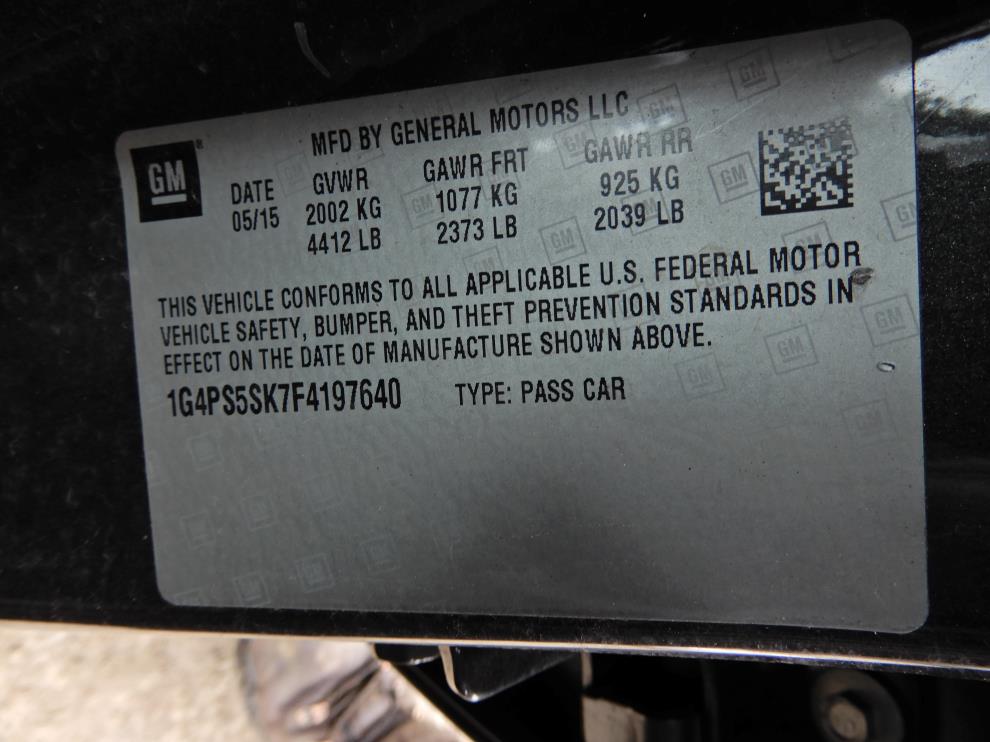 GM
MFD BY GENERAL MOTORS LLC
DATE GVWR GAWR FRT GAWR RR
05/15 2002 KG 1077 KG 925 KG
4412 LB 2373 LB 2039 LB
THIS VEHICLE CONFORMS TO ALL APPLICABLE U.S. FEDERAL MOTOR
VEHICLE SAFETY, BUMPER, AND THEFT PREVENTION STANDARDS IN
EFFECT ON THE DATE OF MANUFACTURE SHOWN ABOVE.
1G4PS5SK7F4197640 TYPE: PASS CAR